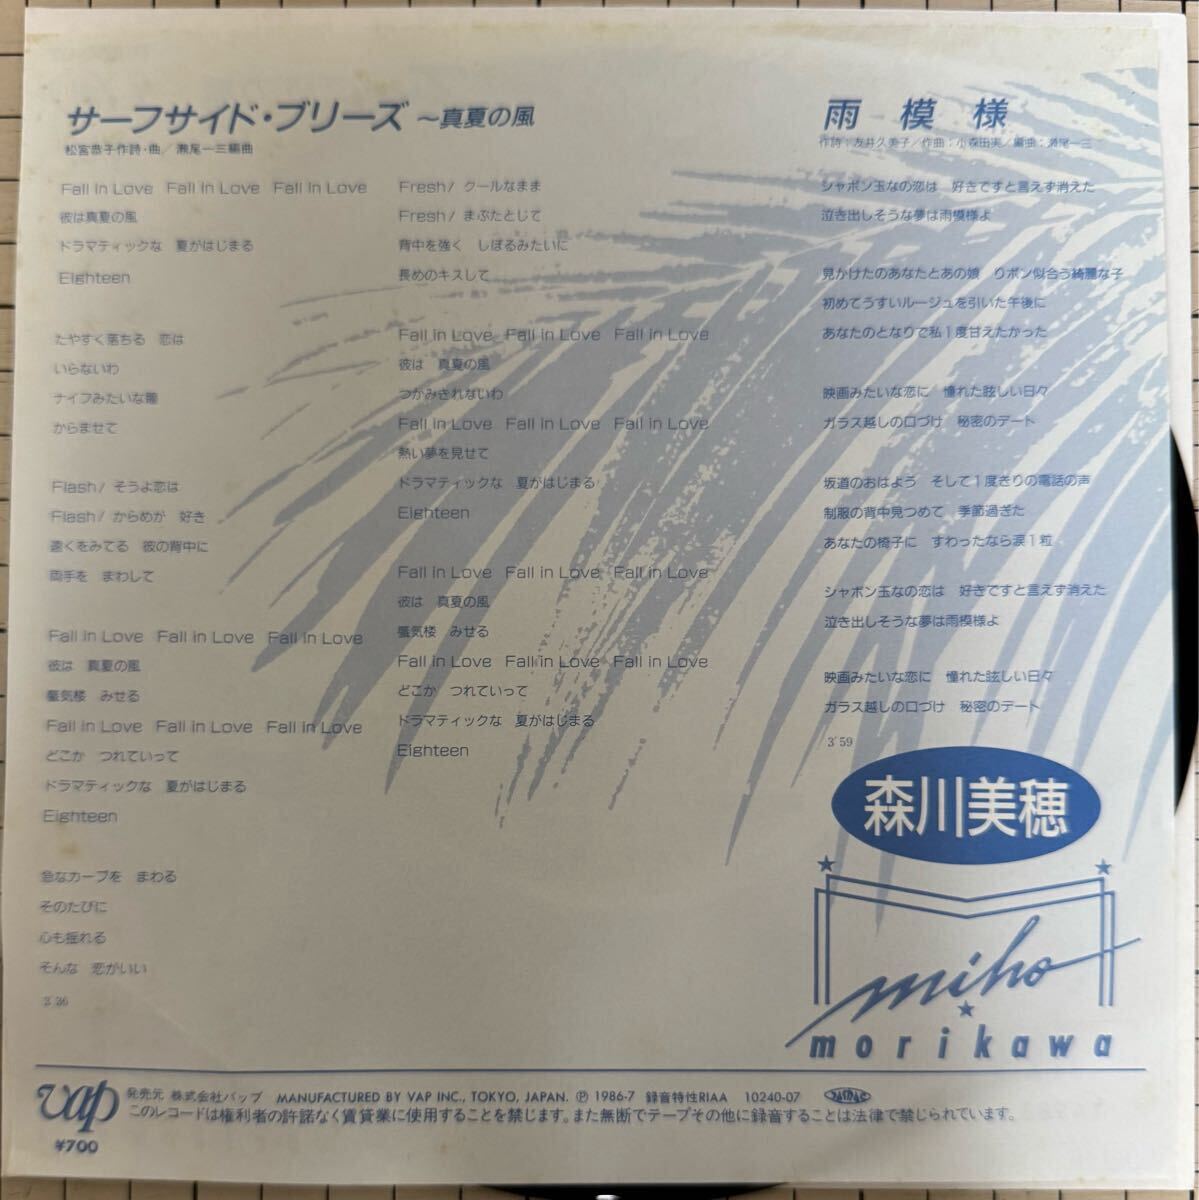 サーフサイド・ブリーズ ～真夏の風
松宮恭子作詩・曲／瀬尾一三編曲
Fall in Love Fall in Love Fall in Love
彼は真夏の風
ドラマティックな 夏がはじまる
Eighteen
たやすく落ちる 恋は
いらないわ
ナイフみたいな瞳
からませて
Flash! そうよ恋は
Flash! からめが 好き
遠くをみてる 彼の背中に
両手を まわして
Fall in Love Fall in Love Fall in Love
彼は 真夏の風
蜃気楼 みせる
Fall in Love Fall in Love Fall in Love
どこか つれていって
ドラマティックな 夏がはじまる
Eighteen
急なカーブを まわる
そのたびに
心も揺れる
そんな 恋がいい
3'36
Fresh! クールなまま
Fresh! まぶたとじて
背中を強く しぼるみたいに
長めのキスして
Fall in Love Fall in Love Fall in Love
彼は 真夏の風
つかみきれないわ
Fall in Love Fall in Love Fall in Love
熱い夢を見せて
ドラマティックな 夏がはじまる
Eighteen
Fall in Love Fall in Love Fall in Love
彼は 真夏の風
蜃気楼 みせる
Fall in Love Fall in Love Fall in Love
どこか つれていって
ドラマティックな 夏がはじまる
Eighteen
雨模様
作詩：友井久美子／作曲：小森田実／編曲：瀬尾一三
シャボン玉なの恋は 好きですと言えず消えた
泣き出しそうな夢は雨模様よ
見かけたのあなたとあの娘 リボン似合う綺麗な子
初めてうすいルージュを引いた午後に
あなたのとなりで私1度甘えたかった
映画みたいな恋に 憧れた眩しい日々
ガラス越しの口づけ 秘密のデート
坂道のおはよう そして1度きりの電話の声
制服の背中見つめて 季節過ぎた
あなたの椅子に すわったなら涙1粒
シャボン玉なの恋は 好きですと言えず消えた
泣き出しそうな夢は雨模様よ
映画みたいな恋に 憧れた眩しい日々
ガラス越しの口づけ 秘密のデート
3'59
森川美穂
miho
morikawa
vap
¥700
発売元 株式会社バップ MANUFACTURED BY VAP INC., TOKYO, JAPAN. Ⓟ 1986-7 録音特性RIAA 10240-07
このレコードは権利者の許諾なく賃貸業に使用することを禁じます。また無断でテープその他に録音することは法律で禁じられています。